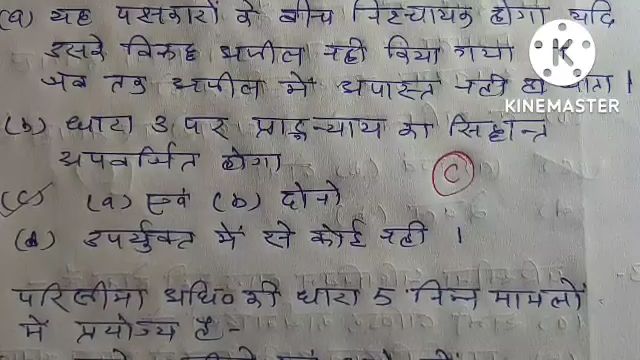 (a) यह पक्षकारों के बीच निश्चायक होगा यदि
इसके विरूद्ध अपील नही किया गया
जब तक अपील में अपास्त नही हो जाता।
(b) धारा 3 पर प्राङ्न्याय का सिद्धान्त
अपवर्जित होगा
(c) (a) एवं (b) दोनो
C
(d) उपर्युक्त में से कोई नही।
परिसीमा अधि० की धारा 5 निम्न मामलों
में प्रयोज्य है-
K
KINEMASTER